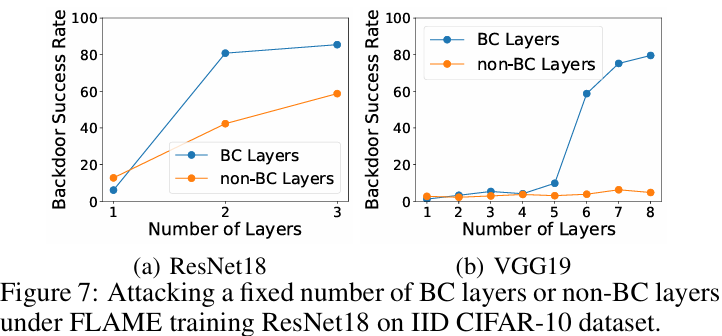 Backdoor Success Rate
100
80
60
40
20
0
BC Layers
non-BC Layers
1 2 3
Number of Layers
(a) ResNet18
Backdoor Success Rate
100
80
60
40
20
0
BC Layers
non-BC Layers
1 2 3 4 5 6 7 8
Number of Layers
(b) VGG19
Figure 7: Attacking a fixed number of BC layers or non-BC layers
under FLAME training ResNet18 on IID CIFAR-10 dataset.